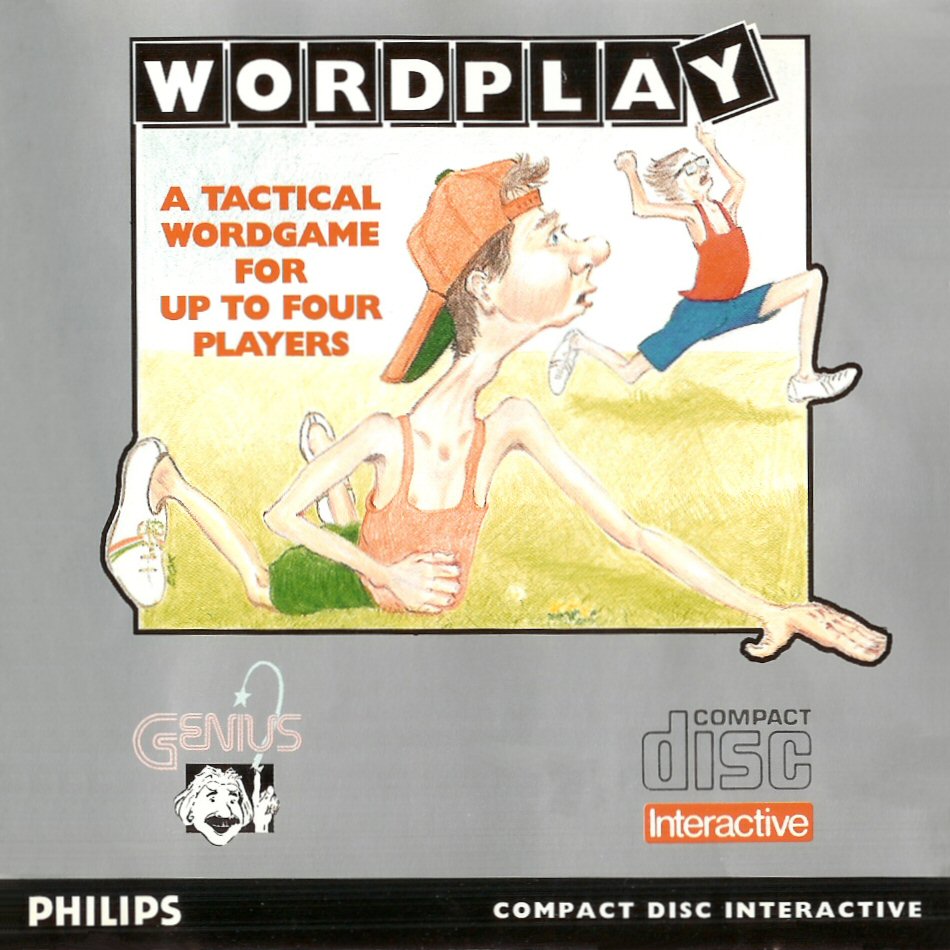 WORDPLAY
A TACTICAL
WORDGAME
FOR
UP TO FOUR
PLAYERS
GENIUS
COMPACT
disc
Interactive
PHILIPS
COMPACT DISC INTERACTIVE